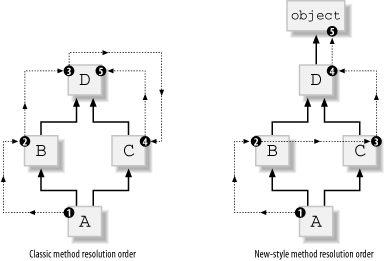 object
5
3
D
5
D
4
2
B
C
4
2
B
C
3
1
A
1
A
Classic method resolution order
New-style method resolution order